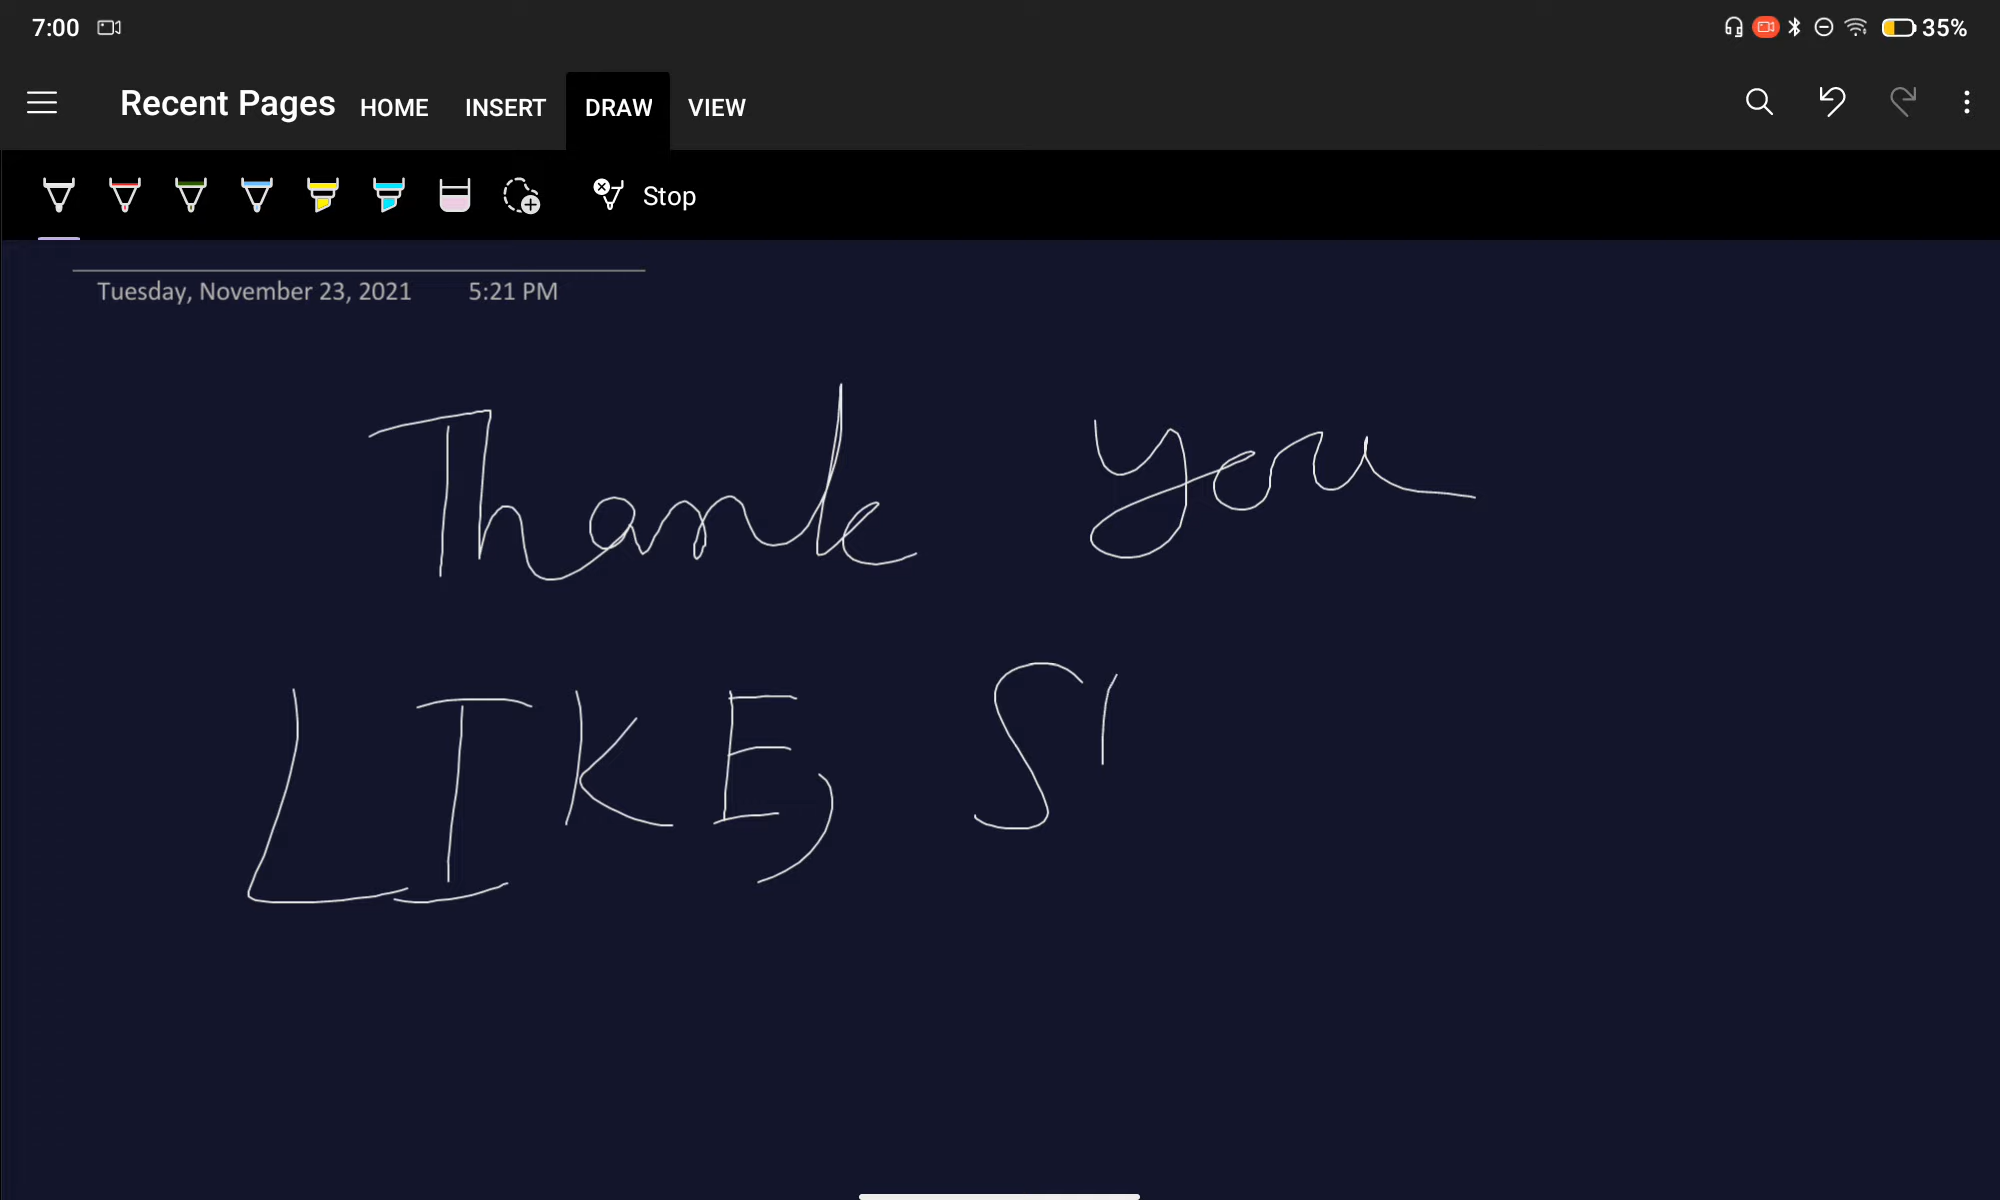 7:00 35%
Recent Pages HOME INSERT DRAW VIEW
Stop
Tuesday, November 23, 2021 5:21 PM
Thank you
LIKE, S